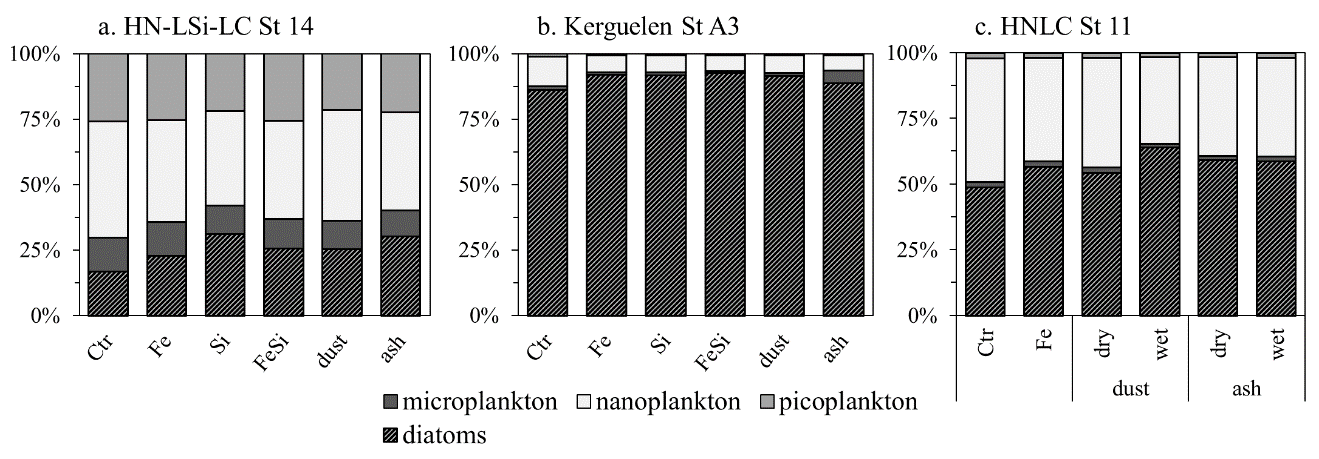 a. HN-LSi-LC St 14
100%
75%
50%
25%
0%
Ctr
Fe
Si
FeSi
dust
ash
b. Kerguelen St A3
100%
75%
50%
25%
0%
Ctr
Fe
Si
FeSi
dust
ash
c. HNLC St 11
100%
75%
50%
25%
0%
Ctr
Fe
dry
wet
dry
wet
dust
ash
microplankton
nanoplankton
picoplankton
diatoms